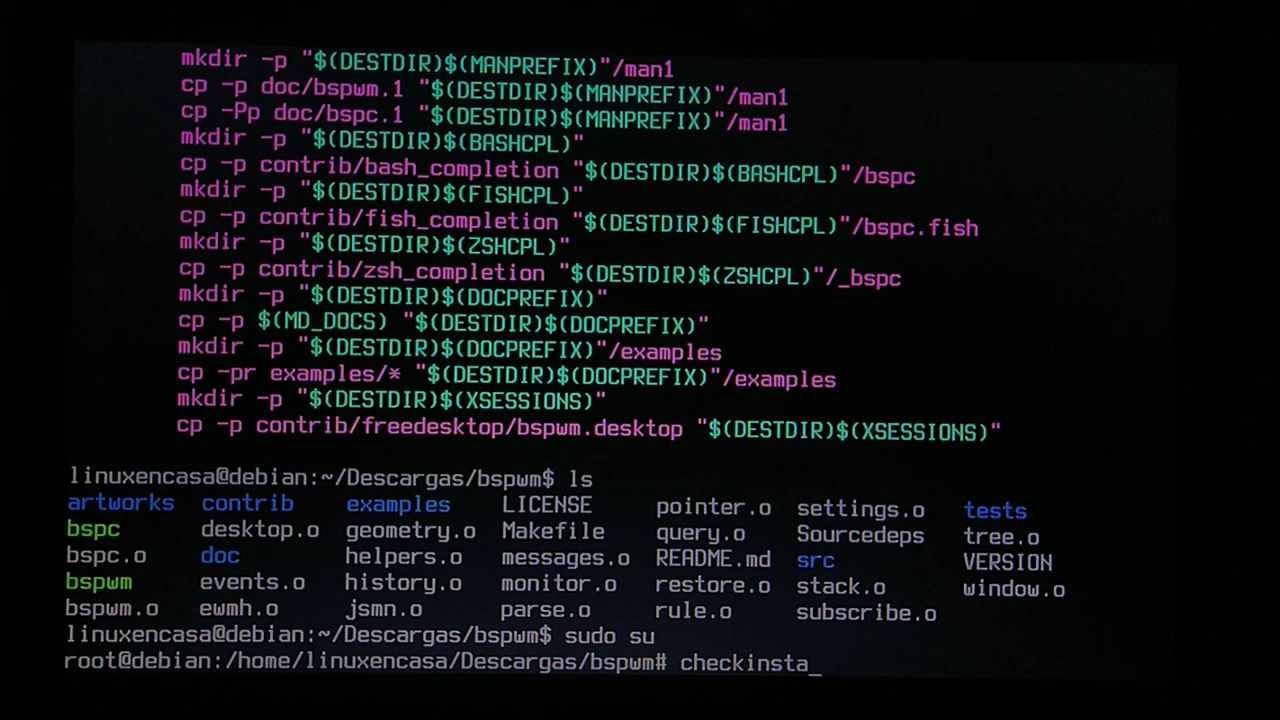 mkdir -p "$(DESTDIR)$(MANPREFIX)"/man1
cp -p doc/bspwm.1 "$(DESTDIR)$(MANPREFIX)"/man1
cp -Pp doc/bspc.1 "$(DESTDIR)$(MANPREFIX)"/man1
mkdir -p "$(DESTDIR)$(BASHCPL)"
cp -p contrib/bash_completion "$(DESTDIR)$(BASHCPL)"/bspc
mkdir -p "$(DESTDIR)$(FISHCPL)"
cp -p contrib/fish_completion "$(DESTDIR)$(FISHCPL)"/bspc.fish
mkdir -p "$(DESTDIR)$(ZSHCPL)"
cp -p contrib/zsh_completion "$(DESTDIR)$(ZSHCPL)"/_bspc
mkdir -p "$(DESTDIR)$(DOCPREFIX)"
cp -p $(MD_DOCS) "$(DESTDIR)$(DOCPREFIX)"
mkdir -p "$(DESTDIR)$(DOCPREFIX)"/examples
cp -pr examples/* "$(DESTDIR)$(DOCPREFIX)"/examples
mkdir -p "$(DESTDIR)$(XSESSIONS)"
cp -p contrib/freedesktop/bspwm.desktop "$(DESTDIR)$(XSESSIONS)"
linuxencasa@debian:~/Descargas/bspwm$ ls
artworks contrib examples LICENSE pointer.o settings.o tests
bspc desktop.o geometry.o Makefile query.o Sourcedeps tree.o
bspc.o doc helpers.o messages.o README.md src VERSION
bspwm events.o history.o monitor.o restore.o stack.o window.o
bspwm.o ewmh.o jsmn.o parse.o rule.o subscribe.o
linuxencasa@debian:~/Descargas/bspwm$ sudo su
root@debian:/home/linuxencasa/Descargas/bspwm# checkinsta_